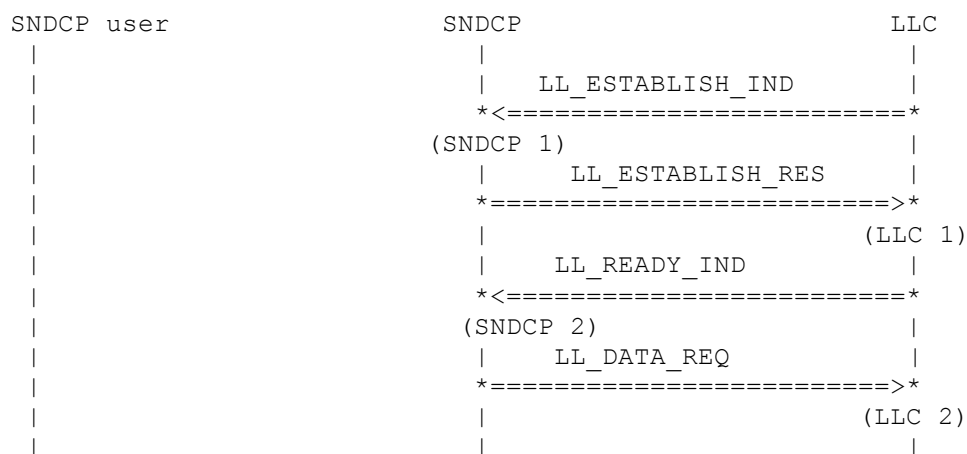 SNDCP user                SNDCP                      LLC
 |                          |                          |
 |                          |   LL_ESTABLISH_IND       |
 |                          *<=========================*
 |                       (SNDCP 1)                     |
 |                          |     LL_ESTABLISH_RES     |
 |                          *=========================>*
 |                          |                       (LLC 1)
 |                          |    LL_READY_IND          |
 |                          *<=========================*
 |                         (SNDCP 2)                   |
 |                          |    LL_DATA_REQ           |
 |                          *=========================>*
 |                          |                       (LLC 2)
 |                          |                          |